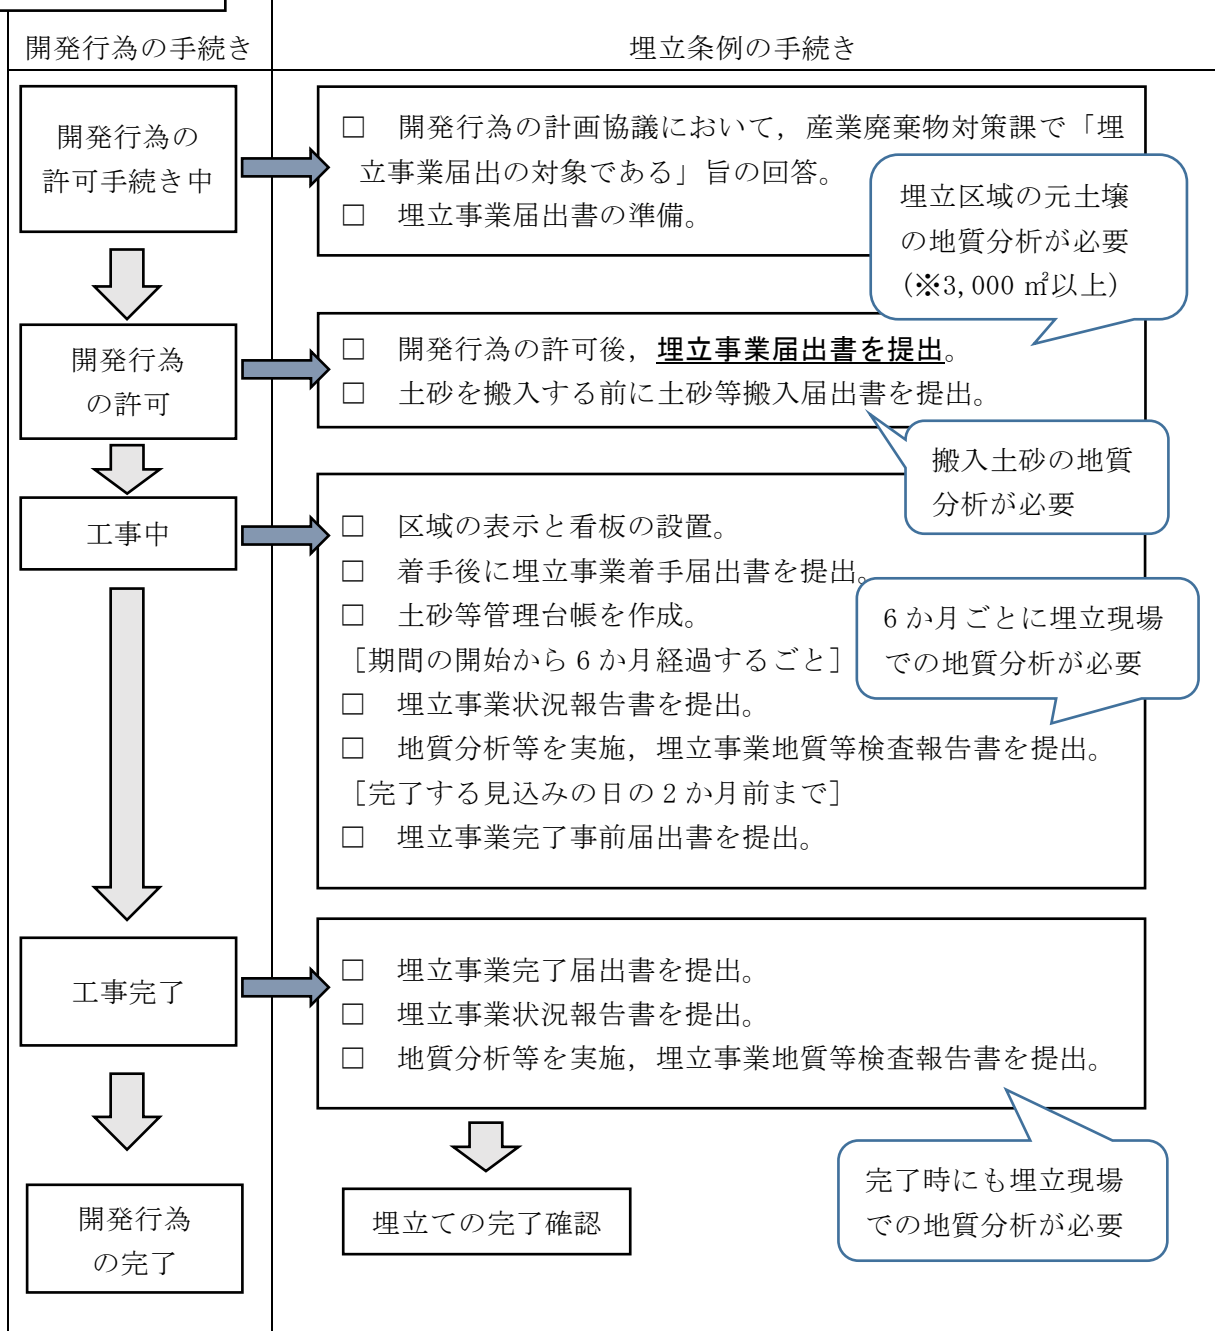 開発行為の手続き
埋立条例の手続き
開発行為の
許可手続き中
□ 開発行為の計画協議において，産業廃棄物対策課で「埋
立事業届出の対象である」旨の回答。
□ 埋立事業届出書の準備。
埋立区域の元土壌
の地質分析が必要
（※3,000 ㎡以上）
開発行為
の許可
□ 開発行為の許可後，埋立事業届出書を提出。
□ 土砂を搬入する前に土砂等搬入届出書を提出。
搬入土砂の地質
分析が必要
工事中
□ 区域の表示と看板の設置。
□ 着手後に埋立事業着手届出書を提出。
□ 土砂等管理台帳を作成。
［期間の開始から 6 か月経過するごと］
□ 埋立事業状況報告書を提出。
□ 地質分析等を実施，埋立事業地質等検査報告書を提出。
［完了する見込みの日の 2 か月前まで］
□ 埋立事業完了事前届出書を提出。
6 か月ごとに埋立現場
での地質分析が必要
工事完了
□ 埋立事業完了届出書を提出。
□ 埋立事業状況報告書を提出。
□ 地質分析等を実施，埋立事業地質等検査報告書を提出。
完了時にも埋立現場
での地質分析が必要
開発行為
の完了
埋立ての完了確認